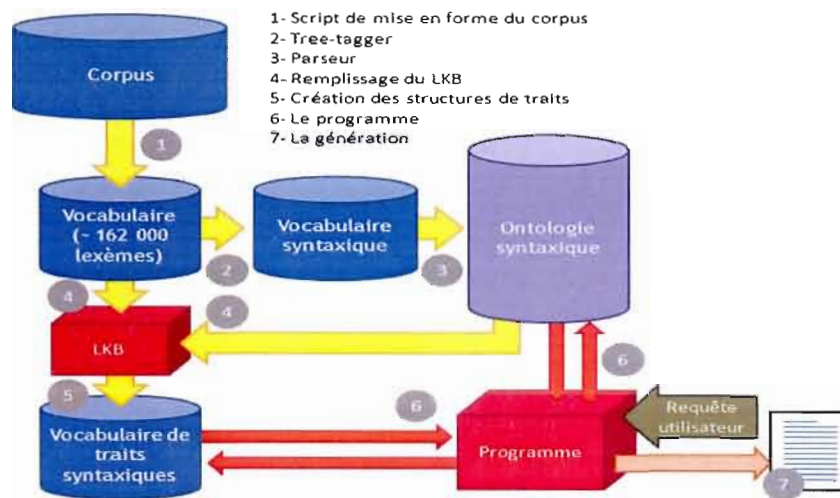 1- Script de mise en forme du corpus
2- Tree-tagger
3- Parseur
4- Remplissage du LKB
5- Création des structures de traits
6- Le programme
7- La génération
Corpus
1
Vocabulaire
(~ 162 000
lexèmes)
2
Vocabulaire
syntaxique
3
Ontologie
syntaxique
4
4
LKB
5
6
6
Vocabulaire de
traits
syntaxiques
Programme
Requête
utilisateur
7